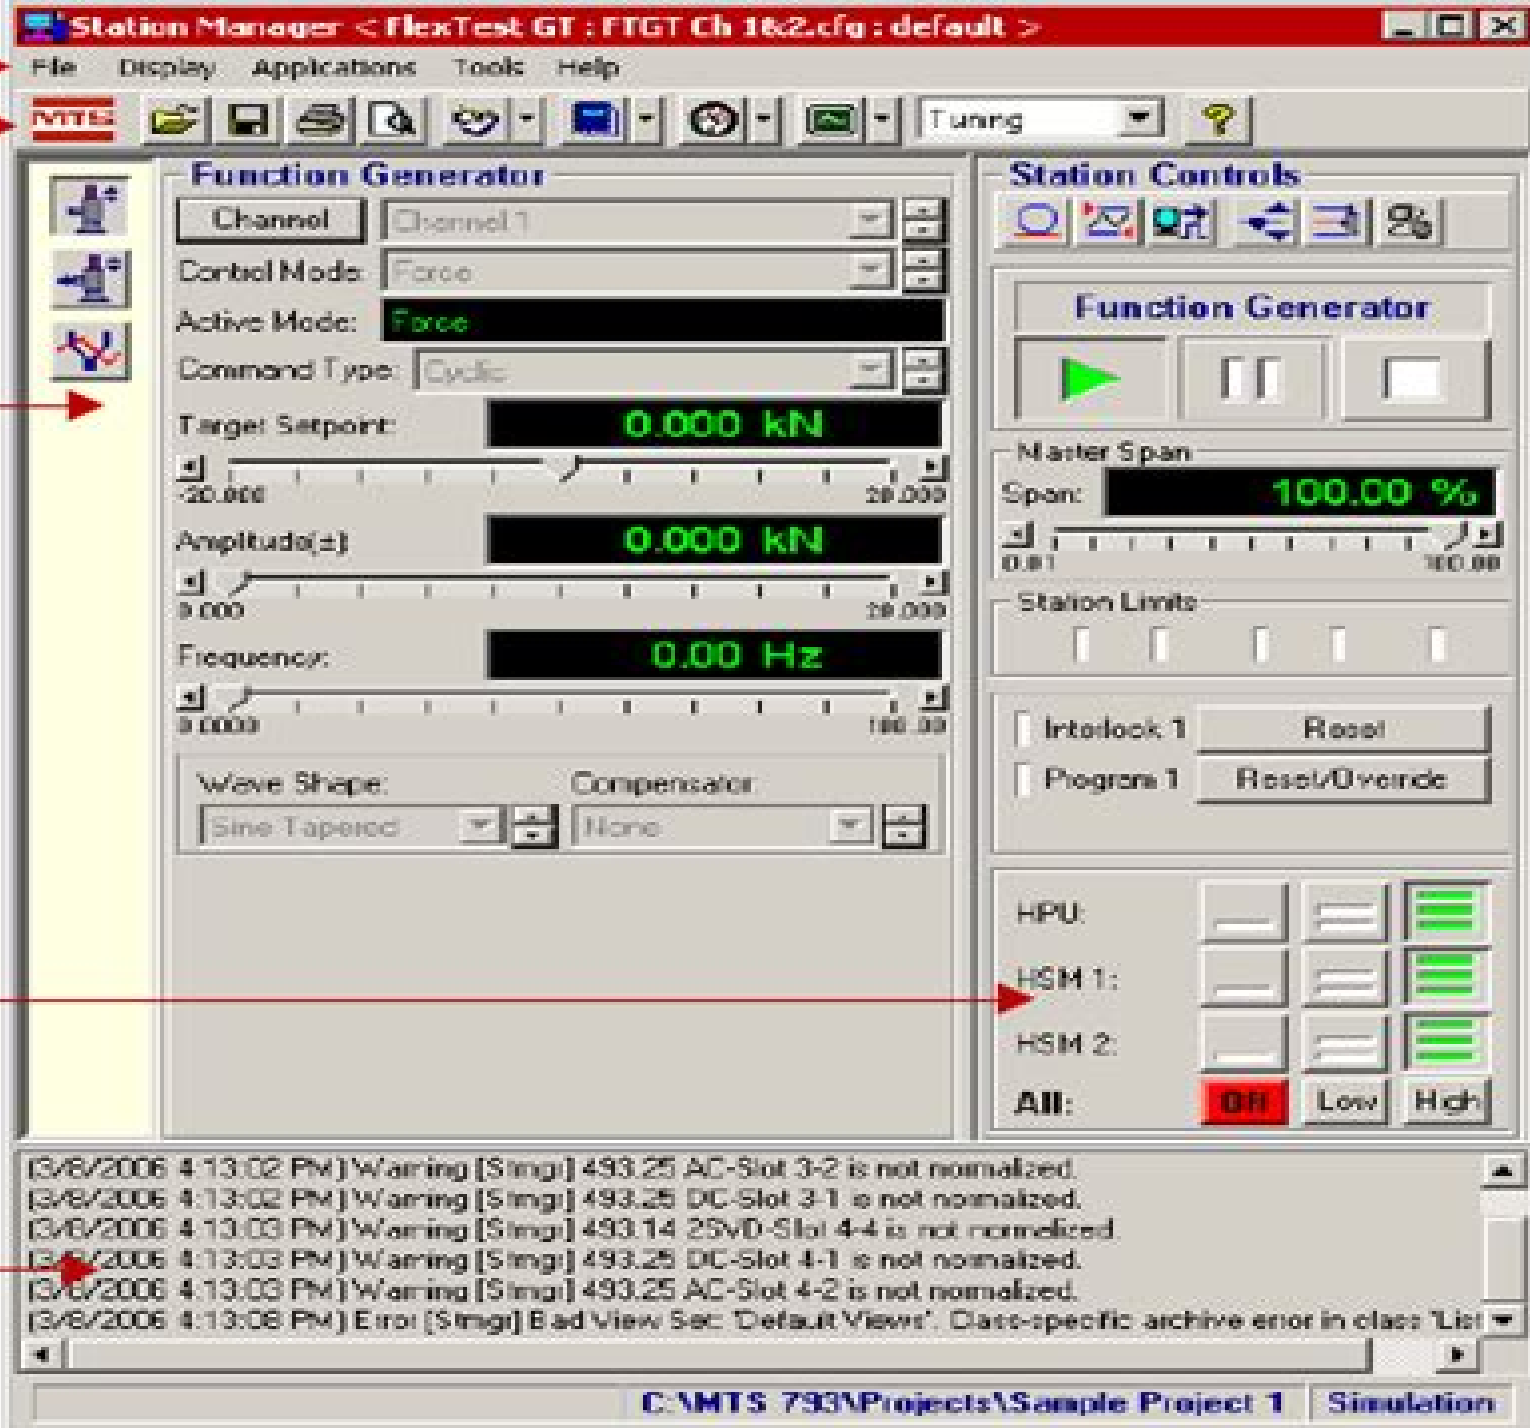 Station Manager < FlexTest GT : FTGT Ch 1&2.cfg : default >
File Display Applications Tools Help
MTS Tuning
Function Generator
Channel Channel 1
Control Mode: Force
Active Mode: Force
Command Type: Cyclic
Target Setpoint: 0.000 kN
-20.000 20.000
Amplitude(±) 0.000 kN
0.000 20.000
Frequency: 0.00 Hz
0.0000 100.00
Wave Shape: Compensator:
Sine Tapered None
Station Controls
Function Generator
Master Span
Span: 100.00 %
0.01 100.00
Station Limits
Interlock 1 Reset
Program 1 Reset/Override
HPU:
HSM 1:
HSM 2:
All: Off Low High
(3/8/2006 4:13:02 PM) Warning [Stmgr] 493.25 AC-Slot 3-2 is not normalized.
(3/8/2006 4:13:02 PM) Warning [Stmgr] 493.25 DC-Slot 3-1 is not normalized.
(3/8/2006 4:13:03 PM) Warning [Stmgr] 493.14 2SVD-Slot 4-4 is not normalized.
(3/8/2006 4:13:03 PM) Warning [Stmgr] 493.25 DC-Slot 4-1 is not normalized.
(3/8/2006 4:13:03 PM) Warning [Stmgr] 493.25 AC-Slot 4-2 is not normalized.
(3/8/2006 4:13:08 PM) Error [Stmgr] Bad View Set: 'Default Views'. Class-specific archive error in class 'List
C:\MTS 793\Projects\Sample Project 1 Simulation